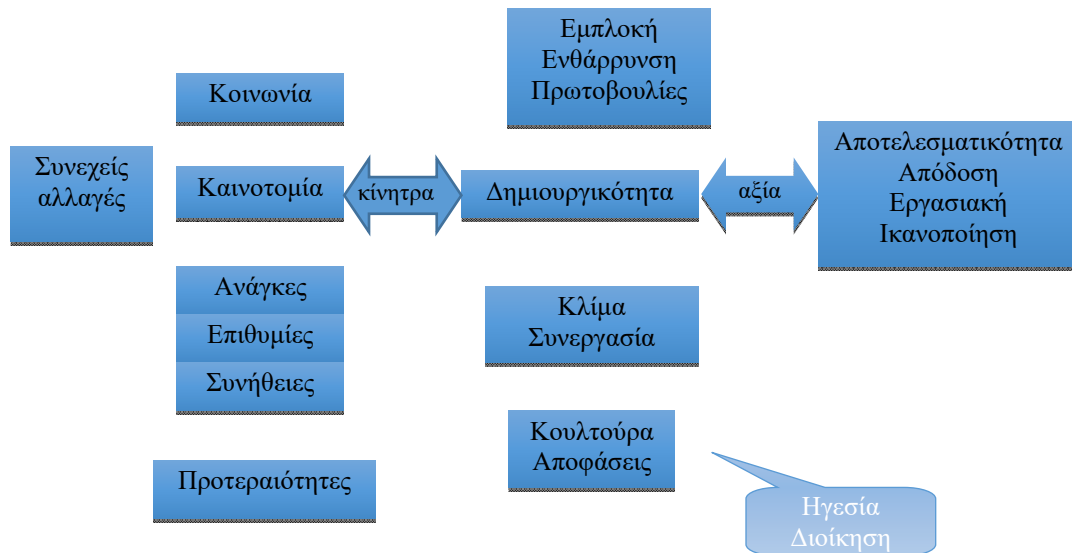 Συνεχείς
αλλαγές
Κοινωνία
Καινοτομία
Ανάγκες
Επιθυμίες
Συνήθειες
Προτεραιότητες
κίνητρα
Εμπλοκή
Ενθάρρυνση
Πρωτοβουλίες
Δημιουργικότητα
Κλίμα
Συνεργασία
Κουλτούρα
Αποφάσεις
αξία
Αποτελεσματικότητα
Απόδοση
Εργασιακή
Ικανοποίηση
Ηγεσία
Διοίκηση